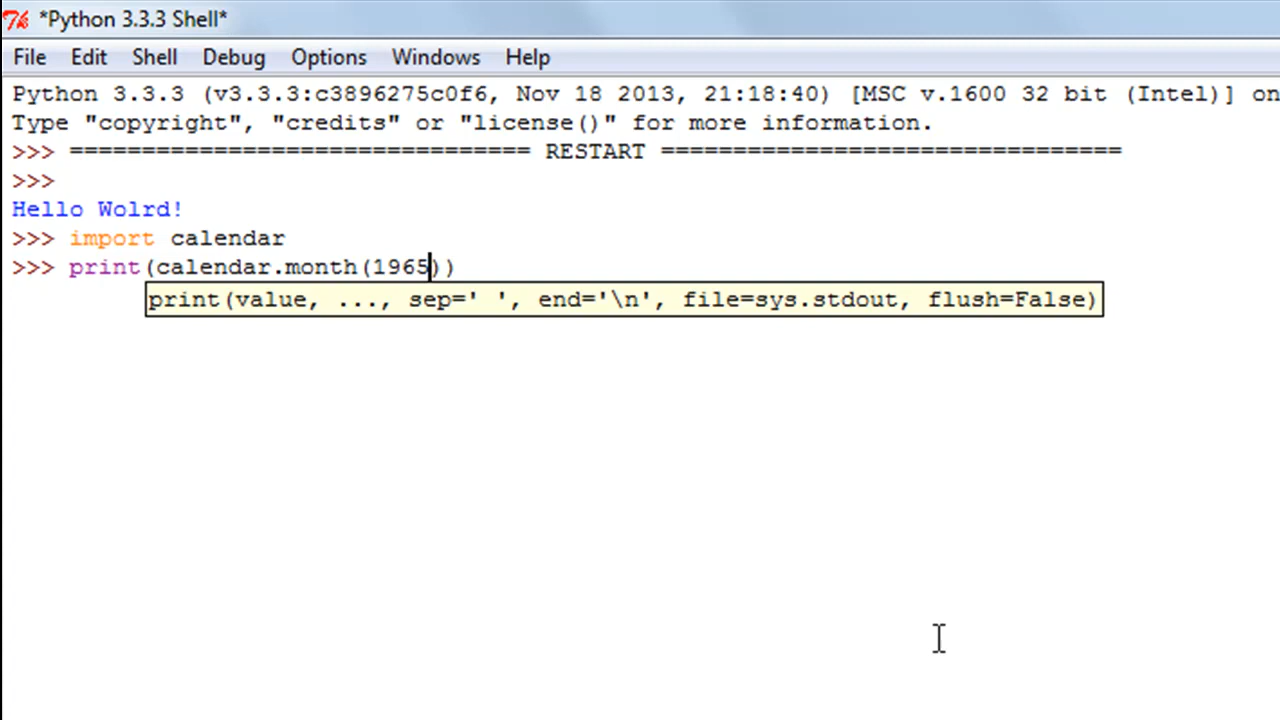 *Python 3.3.3 Shell*
File Edit Shell Debug Options Windows Help
Python 3.3.3 (v3.3.3:c3896275c0f6, Nov 18 2013, 21:18:40) [MSC v.1600 32 bit (Intel)] on
Type "copyright", "credits" or "license()" for more information.
>>> ================================ RESTART ================================
>>>
Hello Wolrd!
>>> import calendar
>>> print(calendar.month(1965))
print(value, ..., sep=' ', end='\n', file=sys.stdout, flush=False)